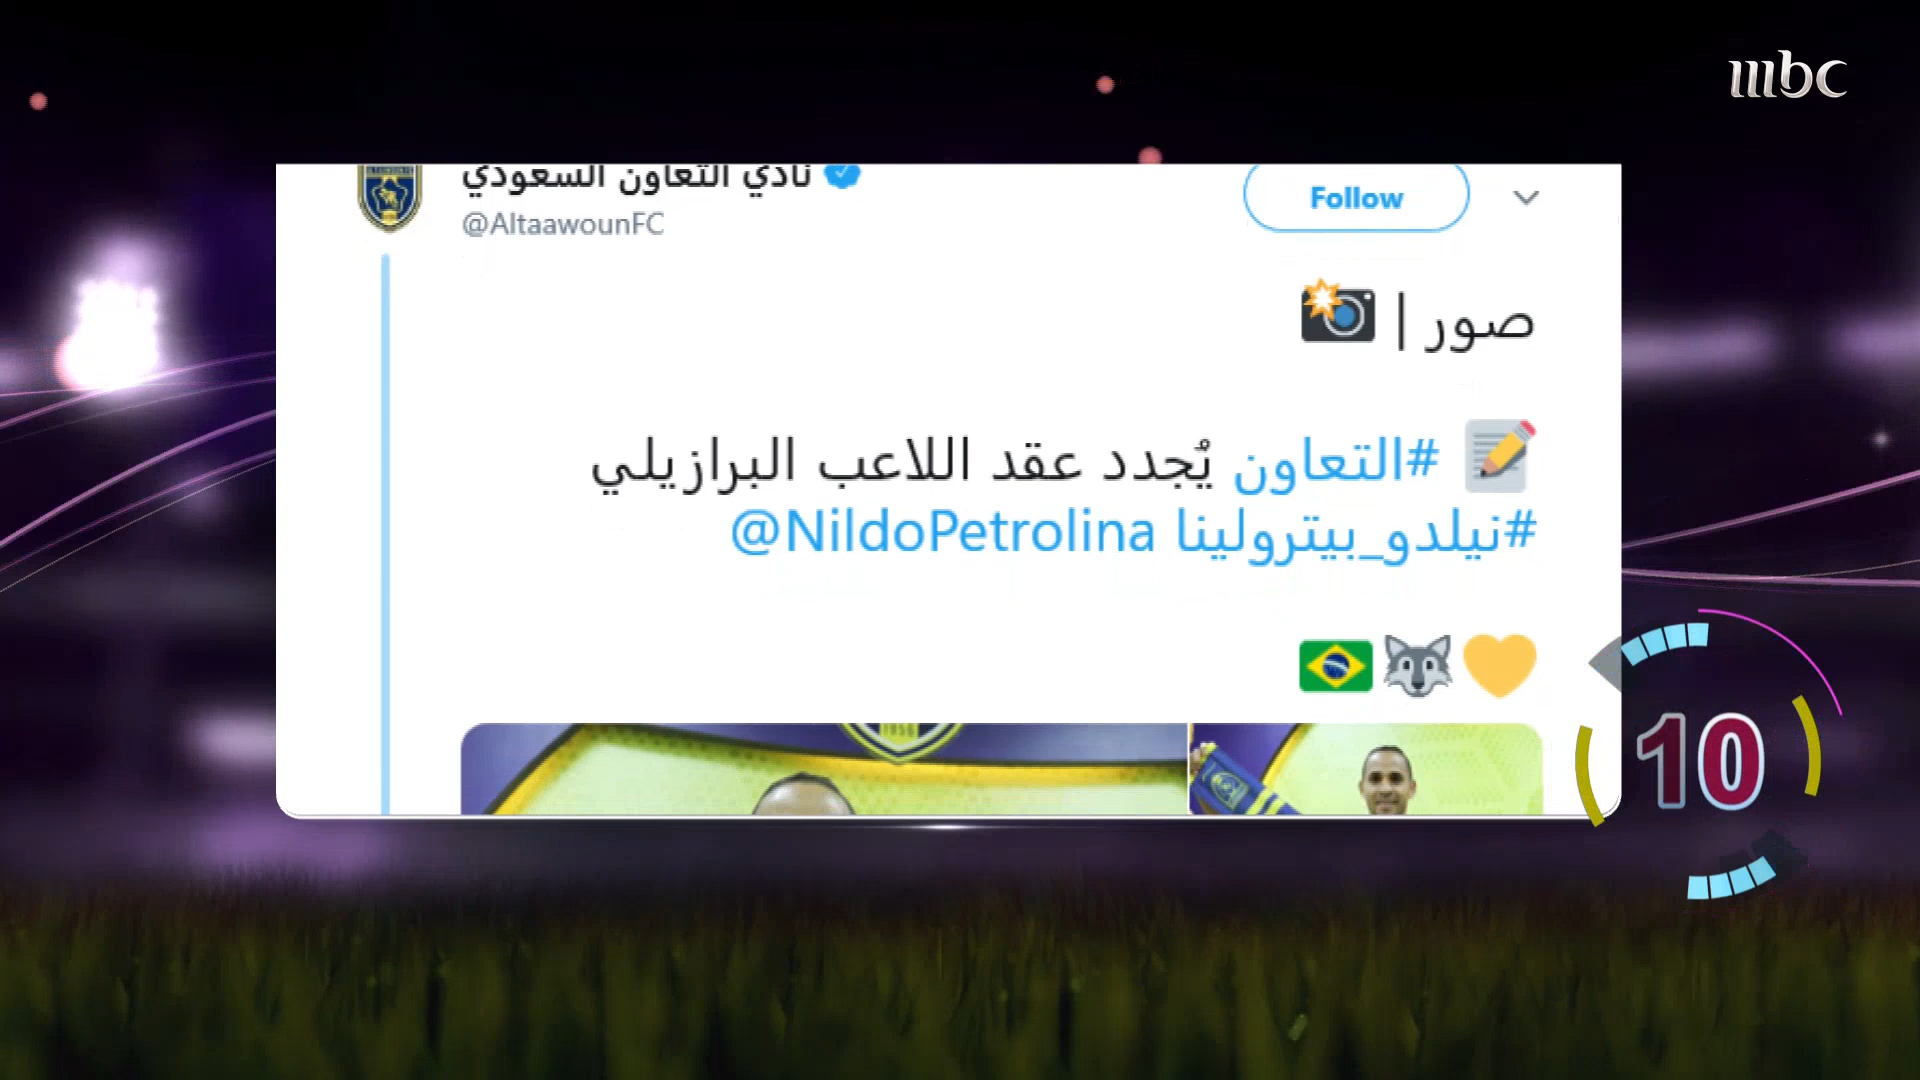 mbc
نادي التعاون السعودي
@AltaawounFC
Follow
صور |
#التعاون يُجدد عقد اللاعب البرازيلي
#نيلدو_بيترولينا @NildoPetrolina
10